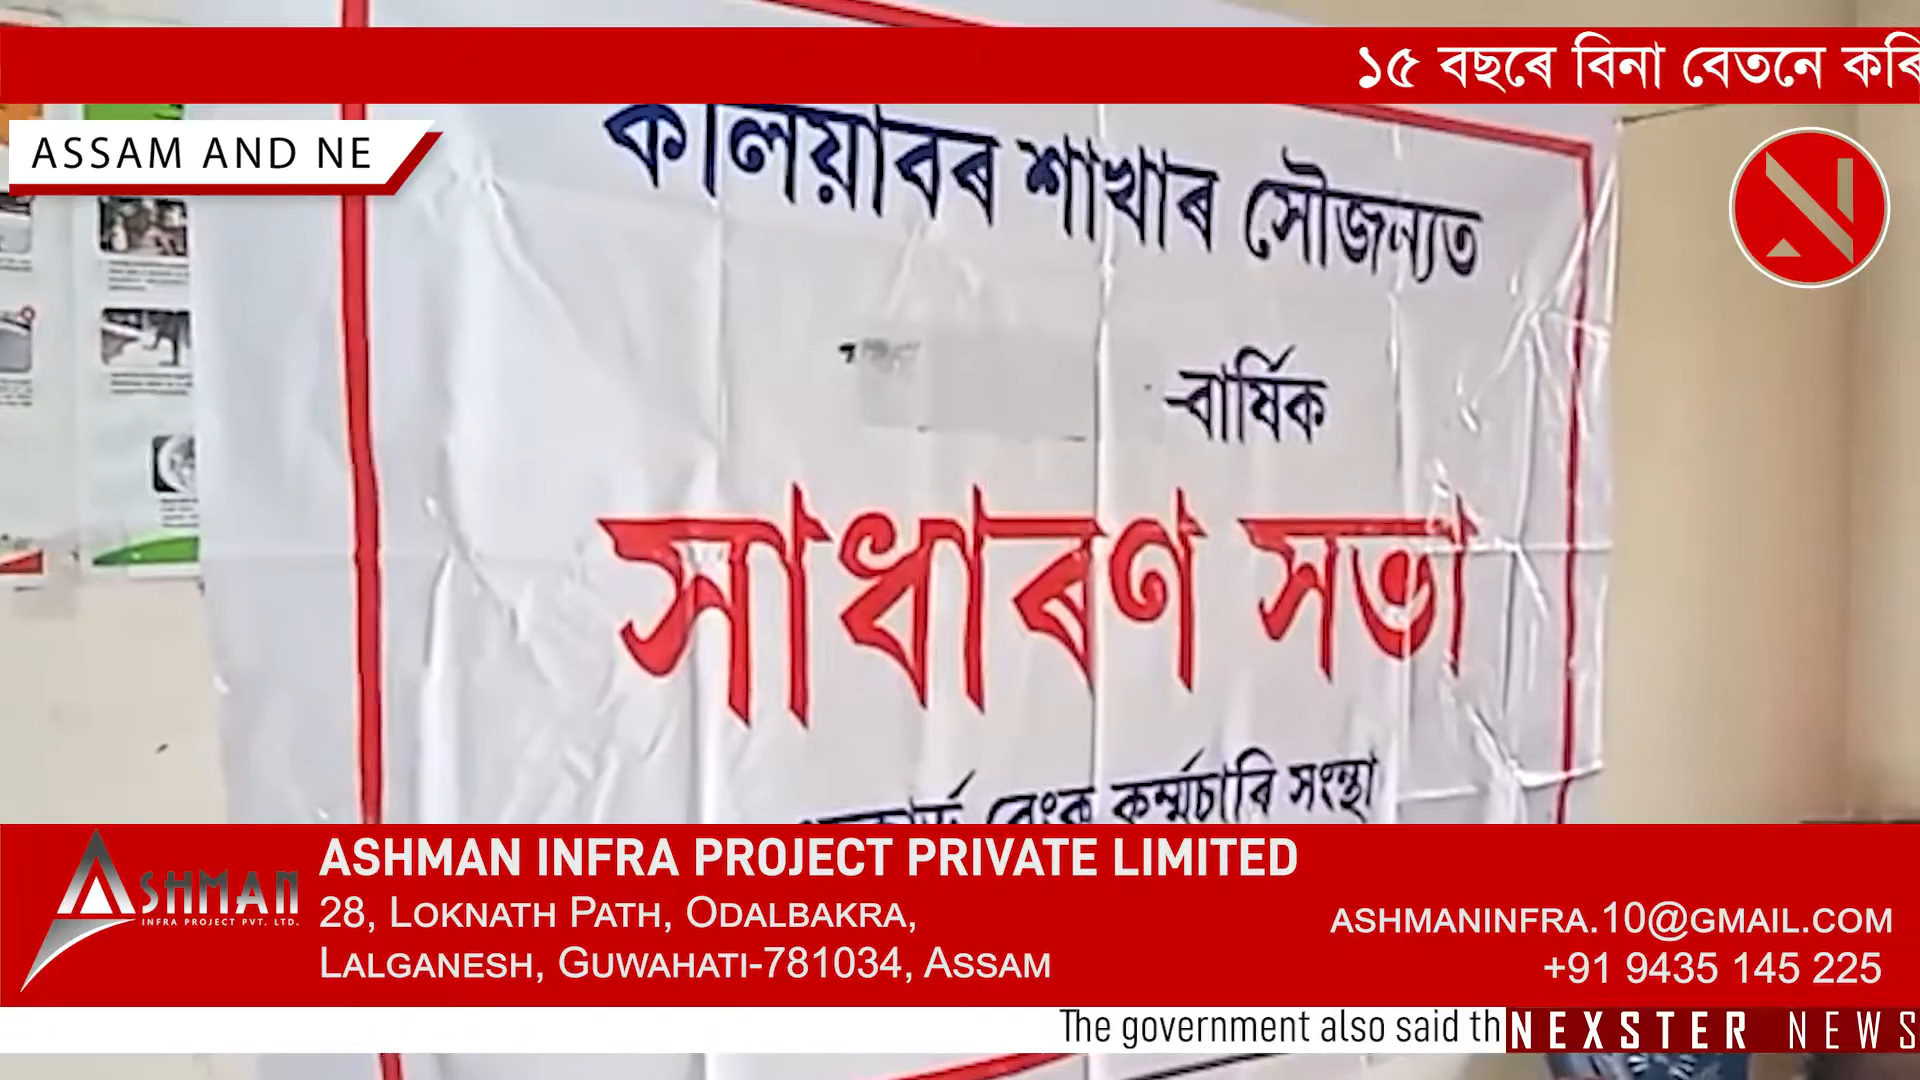 ১৫ বছৰে বিনা বেতনে কৰি
ASSAM AND NE
কলিয়াবৰ শাখাৰ সৌজন্যত
-বাৰ্ষিক
সাধাৰণ সভা
বেংক কৰ্ম্মচাৰি সংস্থা
ASHMAN
INFRA PROJECT PVT. LTD.
ASHMAN INFRA PROJECT PRIVATE LIMITED
28, LOKNATH PATH, ODALBAKRA,
LALGANESH, GUWAHATI-781034, ASSAM
ASHMANINFRA.10@GMAIL.COM
+91 9435 145 225
The government also said th
NEXSTER NEWS